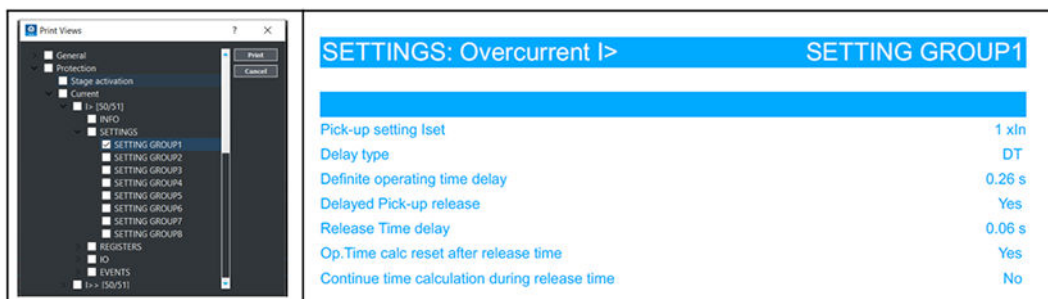 Print Views ? ×
General
Print
Protection
Cancel
Stage activation
Current
I> [50/51]
INFO
SETTINGS
SETTING GROUP1
SETTING GROUP2
SETTING GROUP3
SETTING GROUP4
SETTING GROUP5
SETTING GROUP6
SETTING GROUP7
SETTING GROUP8
REGISTERS
IO
EVENTS
I>> [50/51]
SETTINGS: Overcurrent I> SETTING GROUP1
Pick-up setting Iset 1 xIn
Delay type DT
Definite operating time delay 0.26 s
Delayed Pick-up release Yes
Release Time delay 0.06 s
Op.Time calc reset after release time Yes
Continue time calculation during release time No